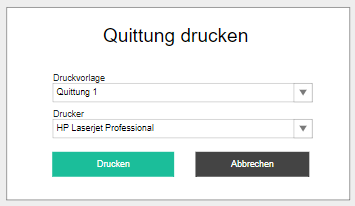 Quittung drucken
Druckvorlage
Quittung 1
Drucker
HP Laserjet Professional
Drucken Abbrechen